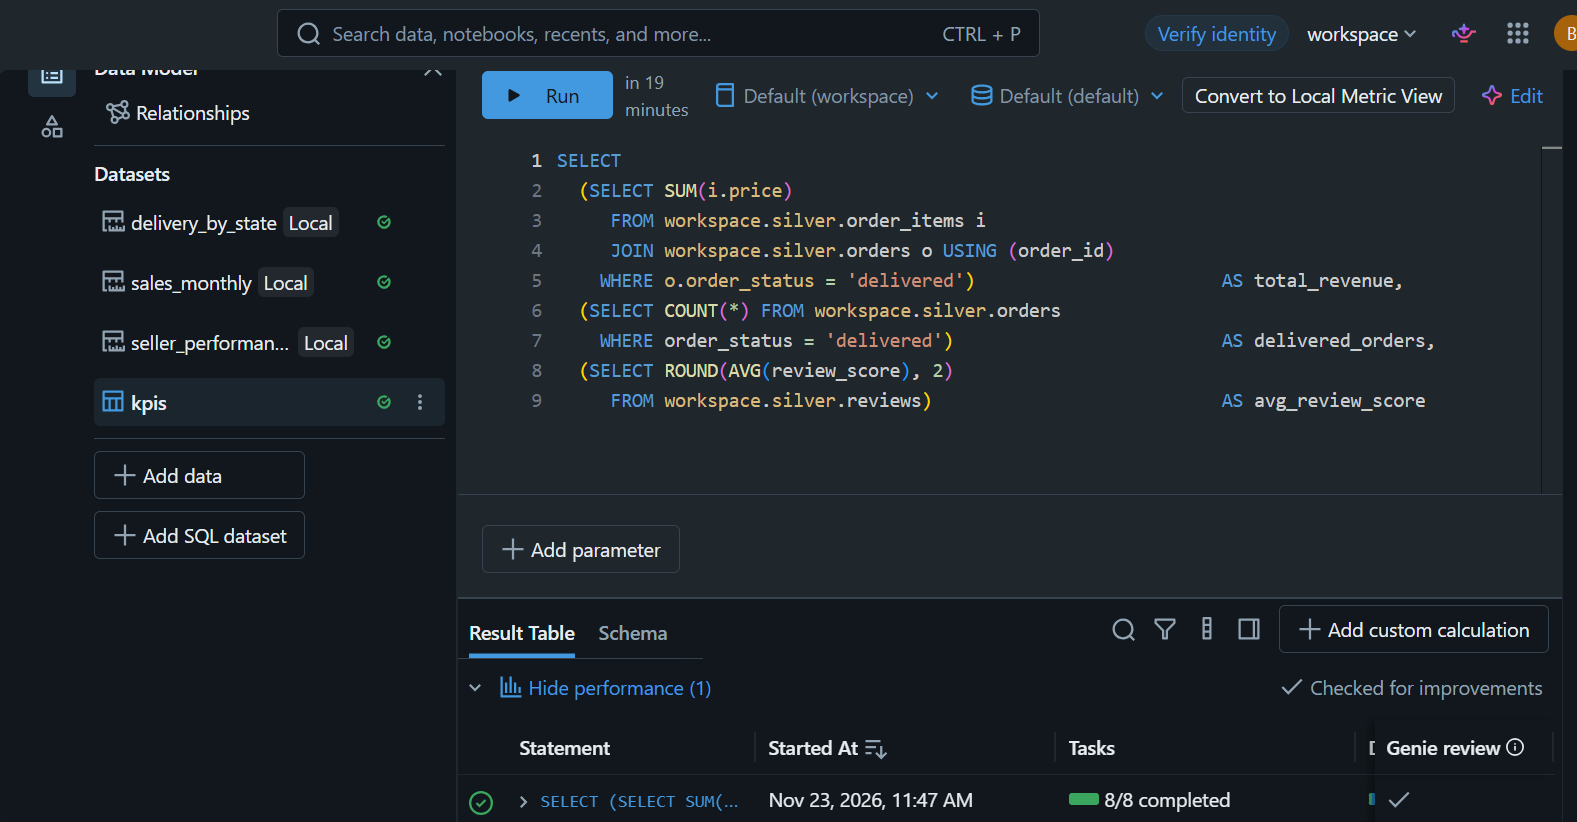 Search data, notebooks, recents, and more... CTRL + P
Verify identity
workspace
B
Data Model
Relationships
Datasets
delivery_by_state Local
sales_monthly Local
seller_performan... Local
kpis
Add data
Add SQL dataset
Run
in 19
minutes
Default (workspace)
Default (default)
Convert to Local Metric View
Edit
1 SELECT
2 (SELECT SUM(i.price)
3 FROM workspace.silver.order_items i
4 JOIN workspace.silver.orders o USING (order_id)
5 WHERE o.order_status = 'delivered') AS total_revenue,
6 (SELECT COUNT(*) FROM workspace.silver.orders
7 WHERE order_status = 'delivered') AS delivered_orders,
8 (SELECT ROUND(AVG(review_score), 2)
9 FROM workspace.silver.reviews) AS avg_review_score
Add parameter
Result Table Schema
Add custom calculation
Hide performance (1)
Checked for improvements
Statement Started At Tasks Genie review
SELECT (SELECT SUM(... Nov 23, 2026, 11:47 AM 8/8 completed